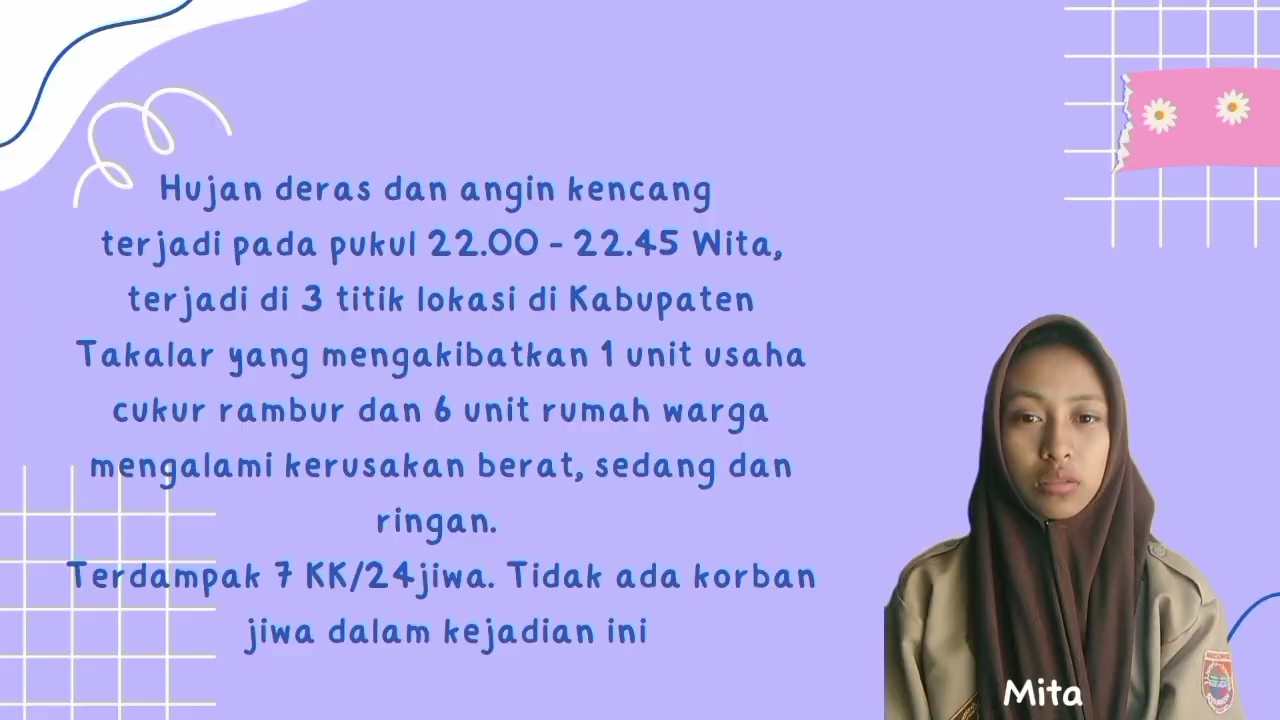 Hujan deras dan angin kencang
terjadi pada pukul 22.00 - 22.45 Wita,
terjadi di 3 titik lokasi di Kabupaten
Takalar yang mengakibatkan 1 unit usaha
cukur rambur dan 6 unit rumah warga
mengalami kerusakan berat, sedang dan
ringan.
Terdampak 7 KK/24jiwa. Tidak ada korban
jiwa dalam kejadian ini
Mita